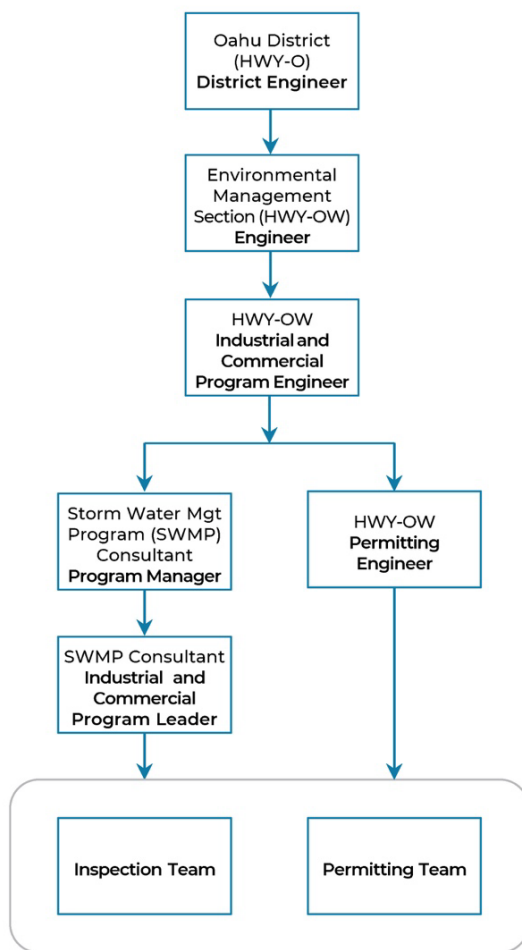 Oahu District
(HWY-O)
District Engineer
Environmental
Management
Section (HWY-OW)
Engineer
HWY-OW
Industrial and
Commercial
Program Engineer
Storm Water Mgt
Program (SWMP)
Consultant
Program Manager
HWY-OW
Permitting
Engineer
SWMP Consultant
Industrial and
Commercial
Program Leader
Inspection Team
Permitting Team